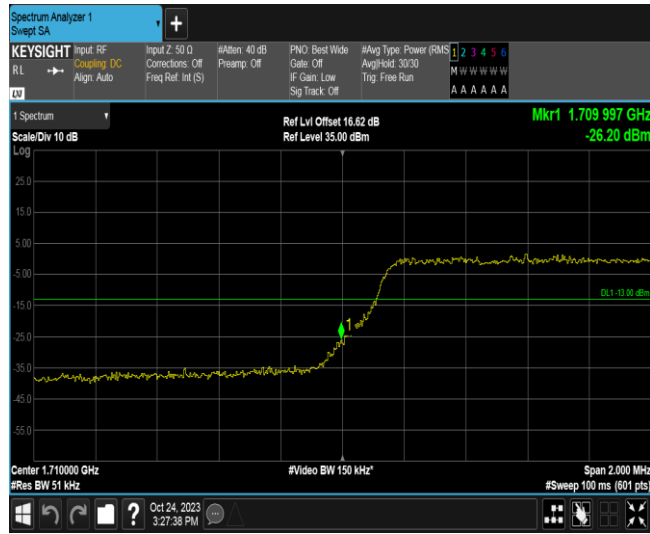 Spectrum Analyzer 1
Swept SA
KEYSIGHT
RL
LXI
Input: RF
Coupling: DC
Align: Auto
Input Z: 50 Ω
Corrections: Off
Freq Ref: Int (S)
#Atten: 40 dB
Preamp: Off
PNO: Best Wide
Gate: Off
IF Gain: Low
Sig Track: Off
#Avg Type: Power (RMS
Avg|Hold: 30/30
Trig: Free Run
1 2 3 4 5 6
M W W W W W
A A A A A A
1 Spectrum
Scale/Div 10 dB
Ref Lvl Offset 16.62 dB
Ref Level 35.00 dBm
Mkr1 1.709 997 GHz
-26.20 dBm
Log
25.0
15.0
5.00
-5.00
DL1 -13.00 dBm
-15.0
1
-25.0
-35.0
-45.0
-55.0
Center 1.710000 GHz
#Video BW 150 kHz*
Span 2.000 MHz
#Res BW 51 kHz
#Sweep 100 ms (601 pts)
?
Oct 24, 2023
3:27:38 PM